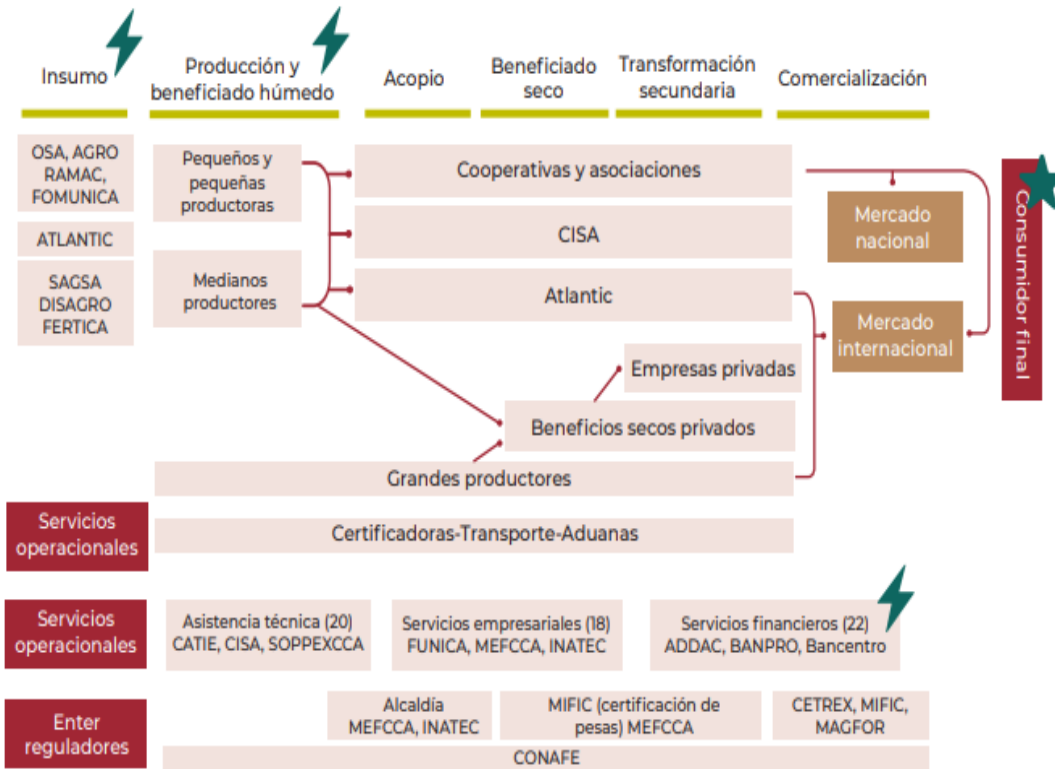 Insumo
Producción y
beneficiado húmedo
Acopio
Beneficiado
seco
Transformación
secundaria
Comercialización
OSA, AGRO
RAMAC,
FOMUNICA
ATLANTIC
SAGSA
DISAGRO
FERTICA
Pequeños y
pequeñas
productoras
Medianos
productores
Cooperativas y asociaciones
CISA
Atlantic
Empresas privadas
Beneficios secos privados
Grandes productores
Mercado
nacional
Mercado
internacional
Consumidor final
Servicios
operacionales
Certificadoras-Transporte-Aduanas
Servicios
operacionales
Asistencia técnica (20)
CATIE, CISA, SOPPEXCCA
Servicios empresariales (18)
FUNICA, MEFCCA, INATEC
Servicios financieros (22)
ADDAC, BANPRO, Bancentro
Enter
reguladores
Alcaldía
MEFCCA, INATEC
MIFIC (certificación de
pesas) MEFCCA
CETREX, MIFIC,
MAGFOR
CONAFE